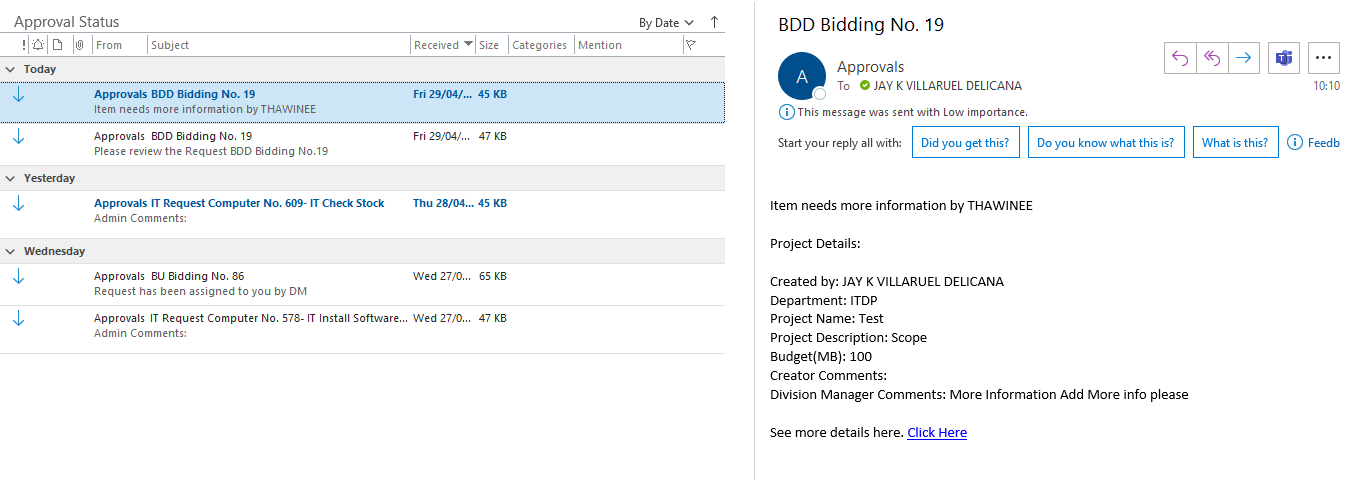 Approval Status
By Date
! From Subject Received Size Categories Mention
Today
Approvals BDD Bidding No. 19 Fri 29/04/... 45 KB
Item needs more information by THAWINEE
Approvals BDD Bidding No. 19 Fri 29/04/... 47 KB
Please review the Request BDD Bidding No.19
Yesterday
Approvals IT Request Computer No. 609- IT Check Stock Thu 28/04... 45 KB
Admin Comments:
Wednesday
Approvals BU Bidding No. 86 Wed 27/0... 65 KB
Request has been assigned to you by DM
Approvals IT Request Computer No. 578- IT Install Software... Wed 27/0... 47 KB
Admin Comments:
BDD Bidding No. 19
A
Approvals
To JAY K VILLARUEL DELICANA
10:10
This message was sent with Low importance.
Start your reply all with: Did you get this? Do you know what this is? What is this? Feedb
Item needs more information by THAWINEE
Project Details:
Created by: JAY K VILLARUEL DELICANA
Department: ITDP
Project Name: Test
Project Description: Scope
Budget(MB): 100
Creator Comments:
Division Manager Comments: More Information Add More info please
See more details here. Click Here